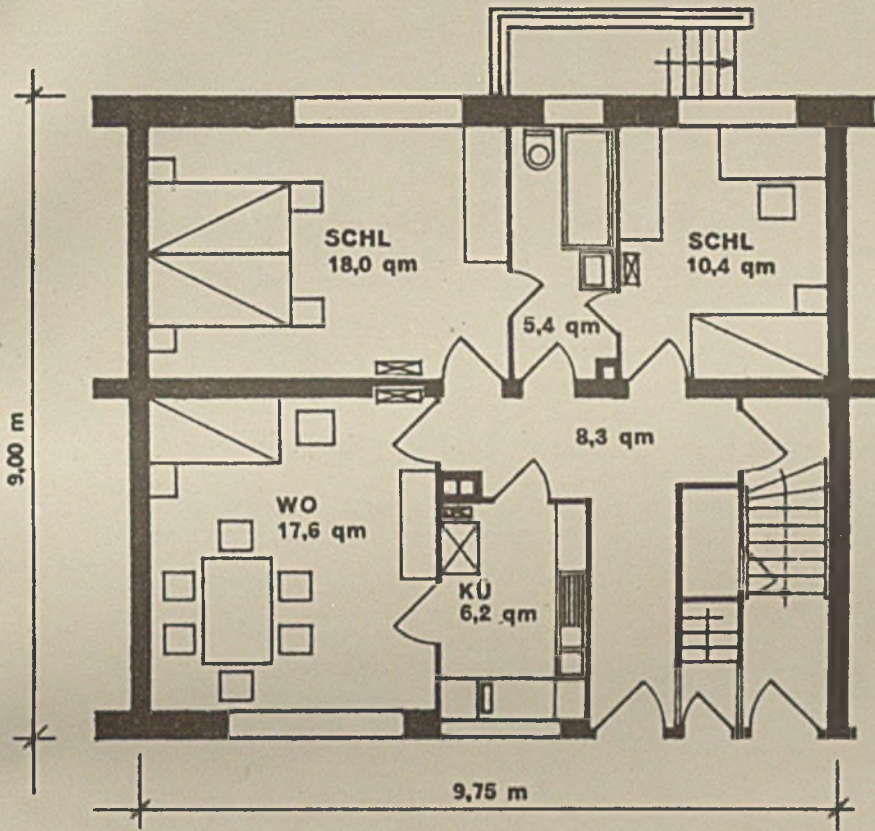 SCHL
18,0 qm
SCHL
10,4 qm
5,4 qm
8,3 qm
9,00 m
WO
17,6 qm
KÜ
6,2 qm
9,75 m